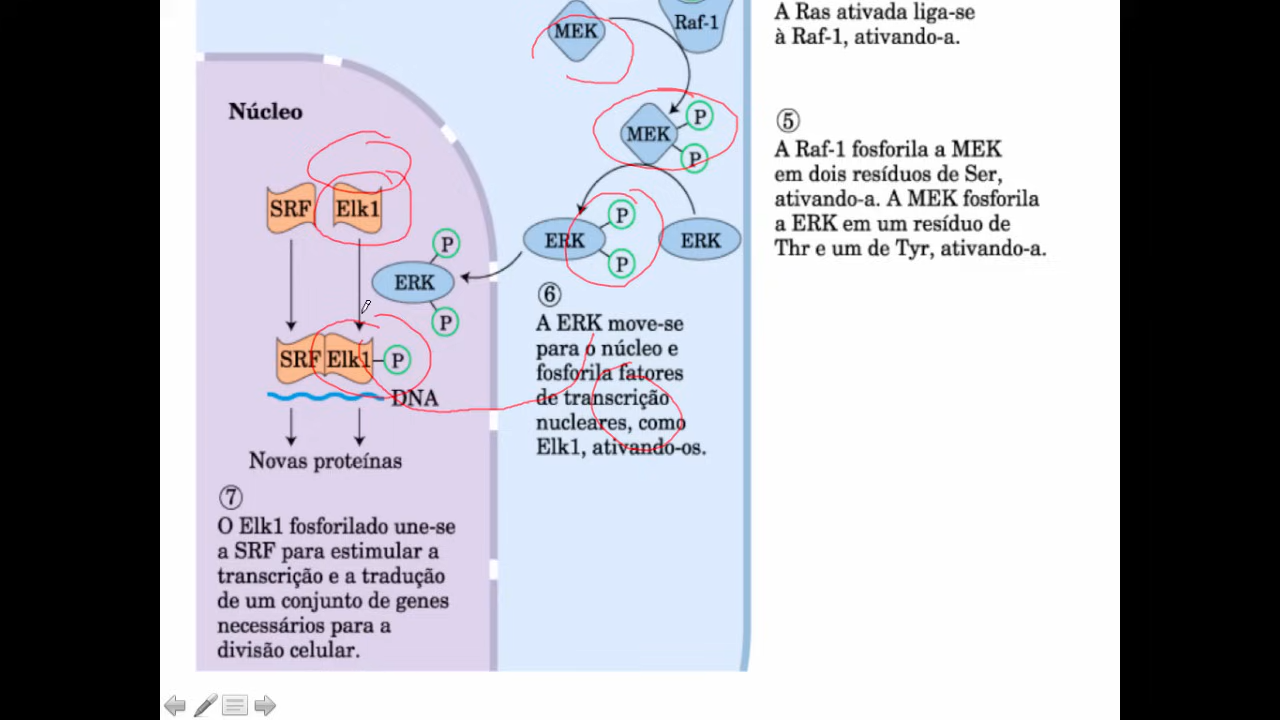 MEK
Raf-1
A Ras ativada liga-se
à Raf-1, ativando-a.
Núcleo
MEK
P
P
⑤
A Raf-1 fosforila a MEK
em dois resíduos de Ser,
ativando-a. A MEK fosforila
a ERK em um resíduo de
Thr e um de Tyr, ativando-a.
SRF
Elk1
ERK
P
P
ERK
ERK
P
P
⑥
A ERK move-se
para o núcleo e
fosforila fatores
de transcrição
nucleares, como
Elk1, ativando-os.
SRF
Elk1
P
DNA
Novas proteínas
⑦
O Elk1 fosforilado une-se
a SRF para estimular a
transcrição e a tradução
de um conjunto de genes
necessários para a
divisão celular.